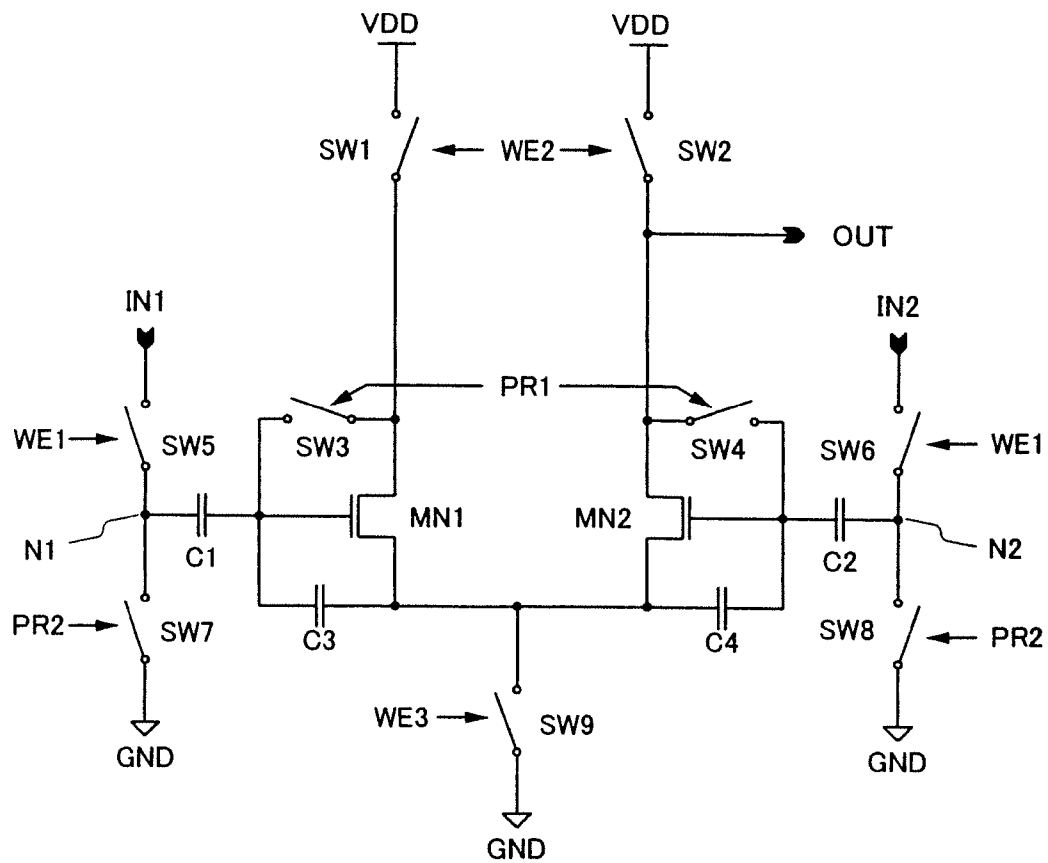 VDD
VDD
SW1
WE2
SW2
OUT
IN1
IN2
PR1
WE1
SW5
SW3
SW4
SW6
WE1
MN1
MN2
N1
C1
C2
N2
PR2
SW7
C3
C4
SW8
PR2
WE3
SW9
GND
GND
GND